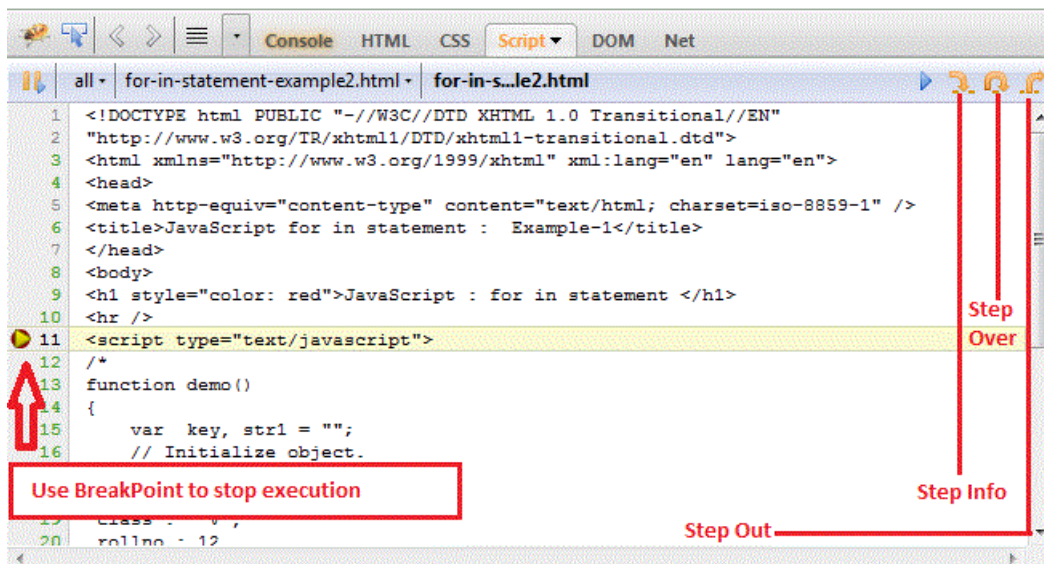 Console HTML CSS Script DOM Net
all for-in-statement-example2.html for-in-s...le2.html
1 <!DOCTYPE html PUBLIC "-//W3C//DTD XHTML 1.0 Transitional//EN"
2 "http://www.w3.org/TR/xhtml1/DTD/xhtml1-transitional.dtd">
3 <html xmlns="http://www.w3.org/1999/xhtml" xml:lang="en" lang="en">
4 <head>
5 <meta http-equiv="content-type" content="text/html; charset=iso-8859-1" />
6 <title>JavaScript for in statement :  Example-1</title>
7 </head>
8 <body>
9 <h1 style="color: red">JavaScript : for in statement </h1>
10 <hr />
Step
Over
11 <script type="text/javascript">
12 /*
13 function demo()
14 {
15 var  key, str1 = "";
16 // Initialize object.
Use BreakPoint to stop execution
Step Info
19 class :
20 rollno : 12
Step Out